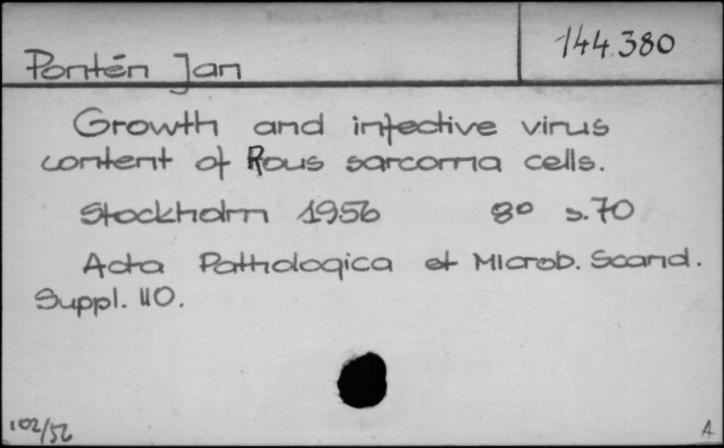 144.380
Pontén Jan
Growth and infective virus
content of Rous sarcoma cells.
Stockholm 1956 8° s.70
Acta Pathologica et Microb. Scand.
Suppl. 110.
102/56
A